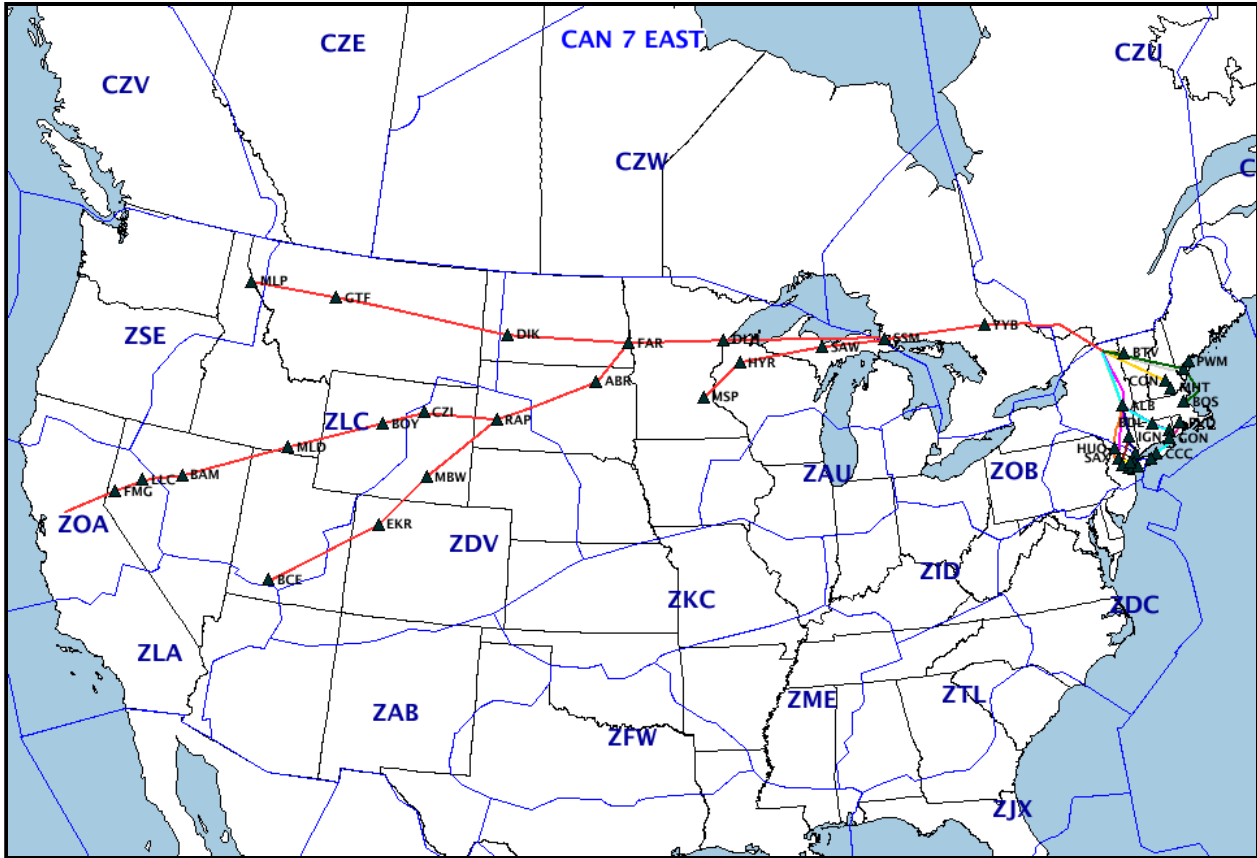 CAN 7 EAST
CZE
CZU
CZV
CZW
C
MLP
GTF
ZSE
DIK
FAR
SSM
YYB
BTV
SAW
HYR
PWM
ABR
MSP
CON
MHT
BOS
ALB
ZLC
CZI
BOY
RAP
IGN
GON
MLD
HUO
SAX
CCC
LLC
BAM
MBW
ZAU
ZOB
FMG
ZOA
EKR
ZDV
BCE
ZID
ZKC
ZDC
ZLA
ZAB
ZME
ZTL
ZFW
ZJX